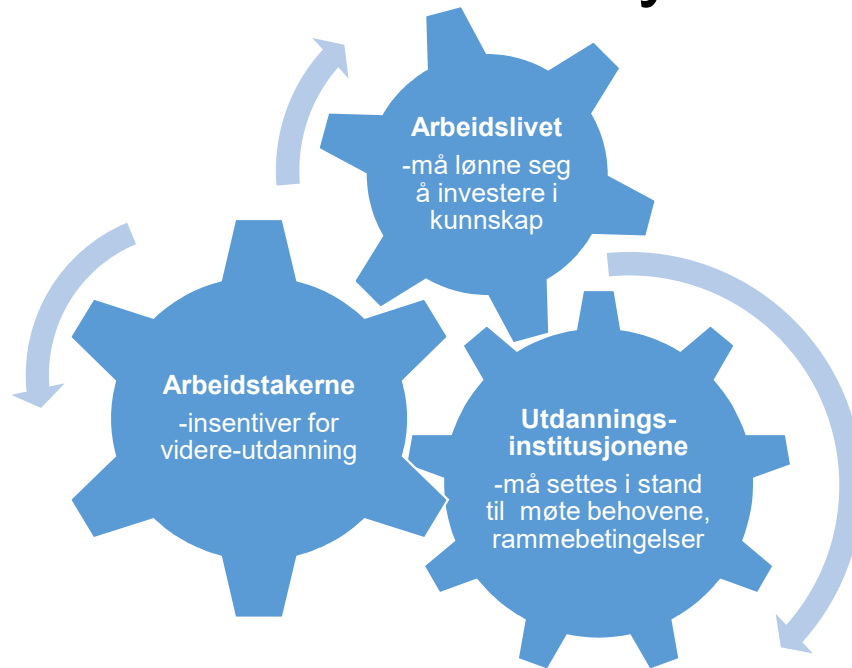 Arbeidslivet
-må lønne seg
å investere i
kunnskap
Arbeidstakerne
-insentiver for
videre-utdanning
Utdannings-
institusjonene
-må settes i stand
til  møte behovene,
rammebetingelser